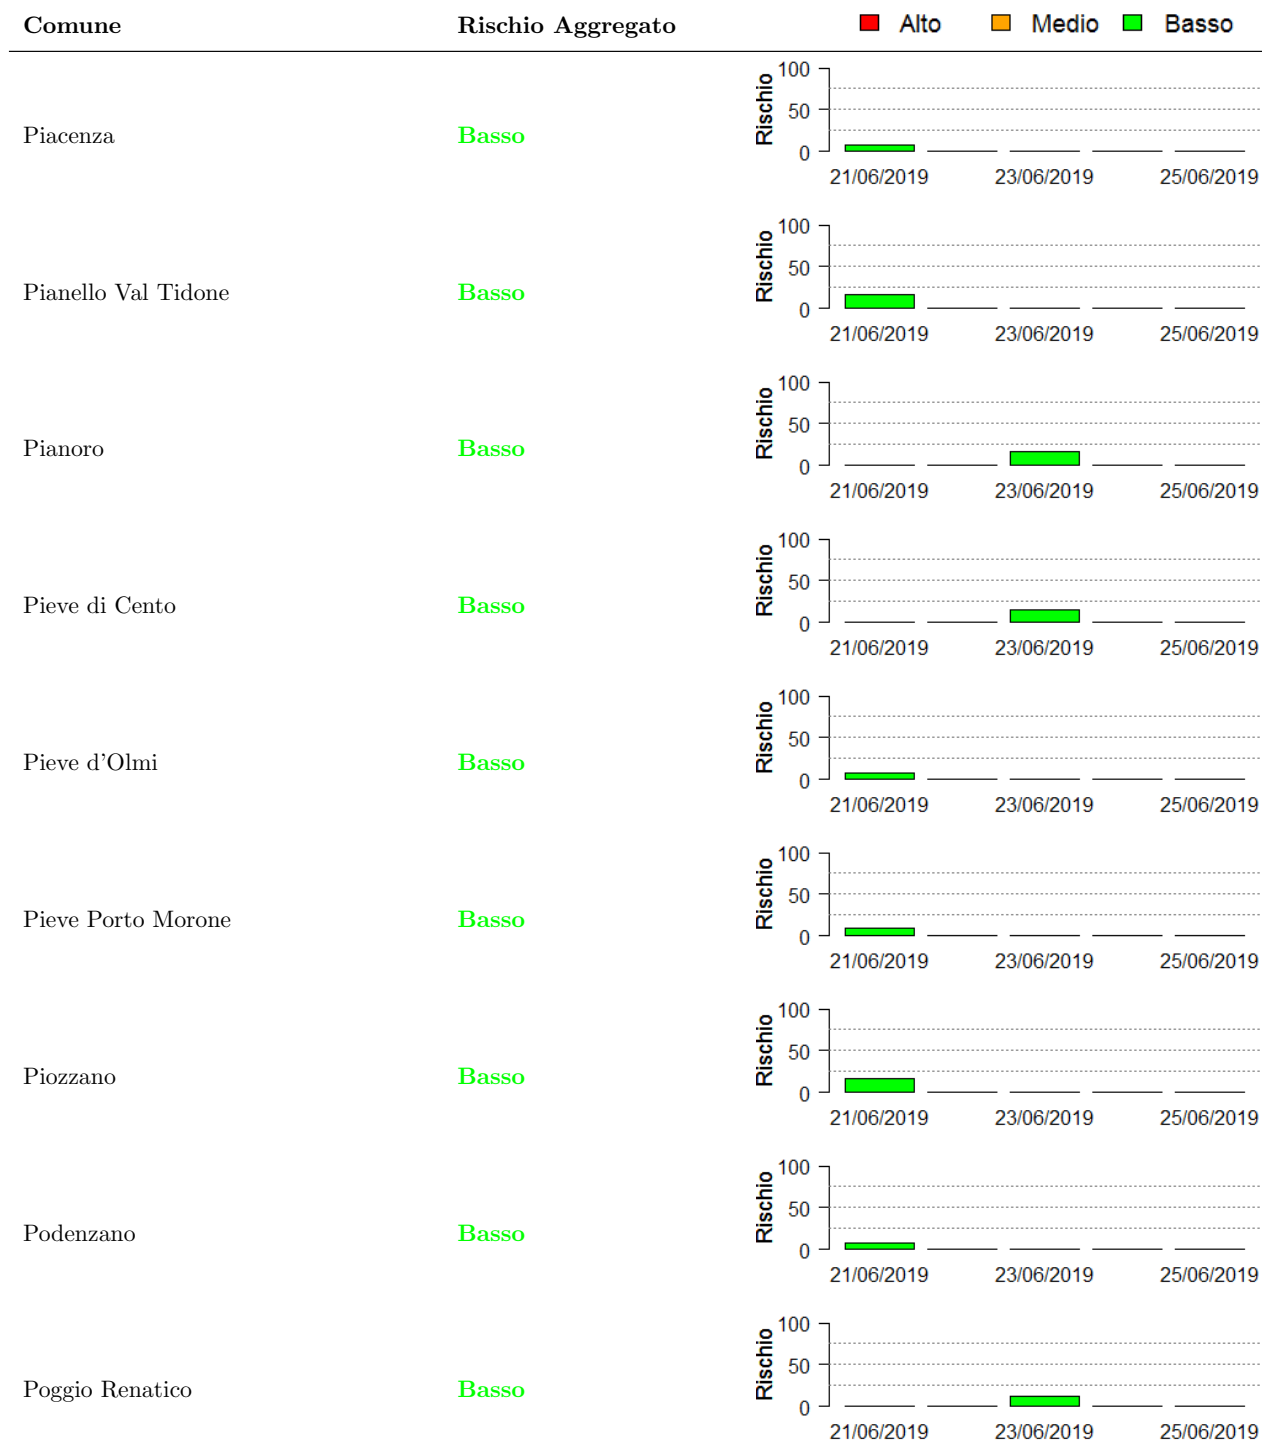 Comune Rischio Aggregato Alto Medio Basso
100
50
0
Rischio
Piacenza Basso
21/06/2019 23/06/2019 25/06/2019
100
50
0
Rischio
Pianello Val Tidone Basso
21/06/2019 23/06/2019 25/06/2019
100
50
0
Rischio
Pianoro Basso
21/06/2019 23/06/2019 25/06/2019
100
50
0
Rischio
Pieve di Cento Basso
21/06/2019 23/06/2019 25/06/2019
100
50
0
Rischio
Pieve d'Olmi Basso
21/06/2019 23/06/2019 25/06/2019
100
50
0
Rischio
Pieve Porto Morone Basso
21/06/2019 23/06/2019 25/06/2019
100
50
0
Rischio
Piozzano Basso
21/06/2019 23/06/2019 25/06/2019
100
50
0
Rischio
Podenzano Basso
21/06/2019 23/06/2019 25/06/2019
100
50
0
Rischio
Poggio Renatico Basso
21/06/2019 23/06/2019 25/06/2019